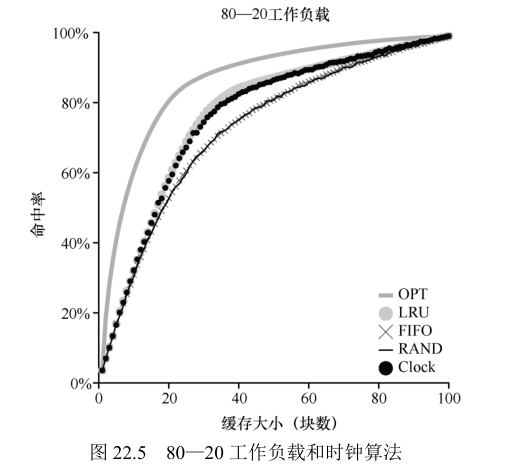 80—20工作负载
100%
80%
60%
40%
20%
0%
命中率
OPT
LRU
FIFO
RAND
Clock
0 20 40 60 80 100
缓存大小（块数）
图 22.5 80—20 工作负载和时钟算法